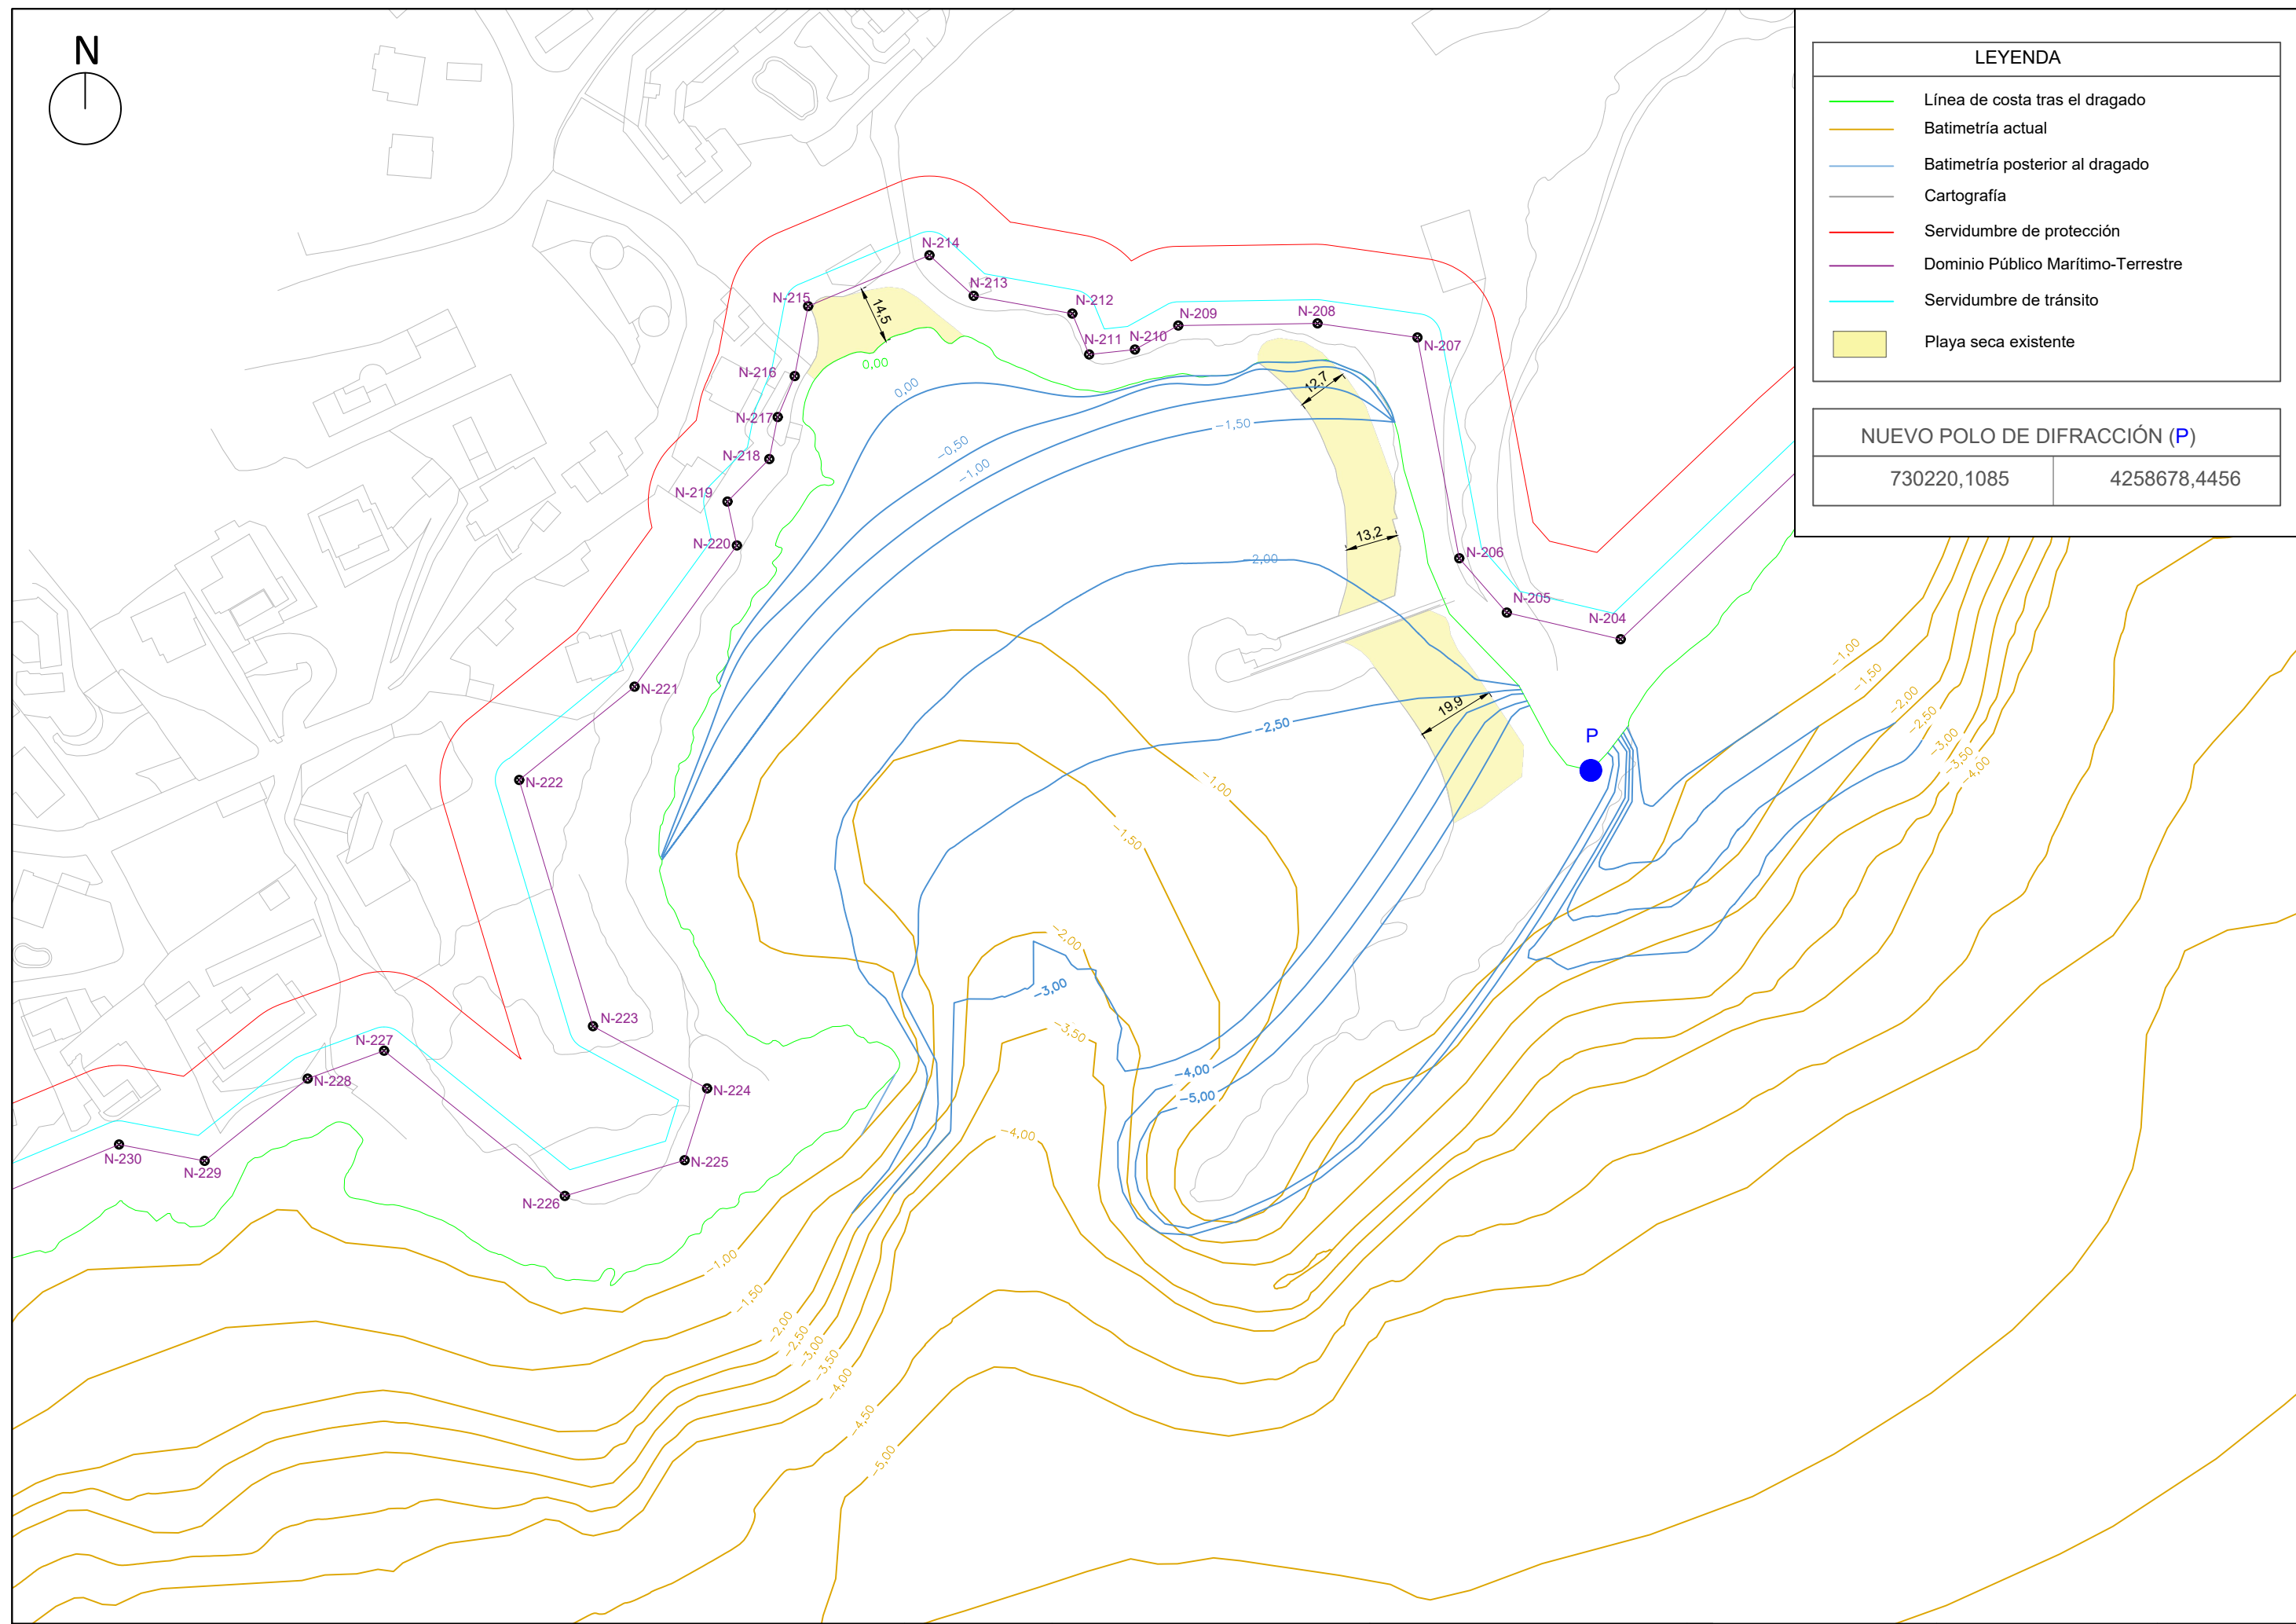 N
LEYENDA
Línea de costa tras el dragado
Batimetría actual
Batimetría posterior al dragado
Cartografía
Servidumbre de protección
Dominio Público Marítimo-Terrestre
Servidumbre de tránsito
Playa seca existente
NUEVO POLO DE DIFRACCIÓN (P)
730220,1085
4258678,4456
N-214
N-213
N-215
14,5
N-212
N-209
N-208
N-211
N-210
N-207
0,00
N-216
0,00
12,7
N-217
-1,50
N-218
-0,50
-1,00
N-219
13,2
N-220
-2,00
N-206
N-205
N-204
-1,00
-1,50
N-221
-2,00
19,9
-2,50
-2,50
P
-3,00
-3,50
-4,00
N-222
-1,00
-1,50
-2,00
-3,00
N-223
-3,50
N-227
-4,00
N-228
N-224
-5,00
-4,00
N-230
N-229
N-225
N-226
-1,00
-1,50
-2,00
-2,50
-3,00
-3,50
-4,00
-4,50
-5,00